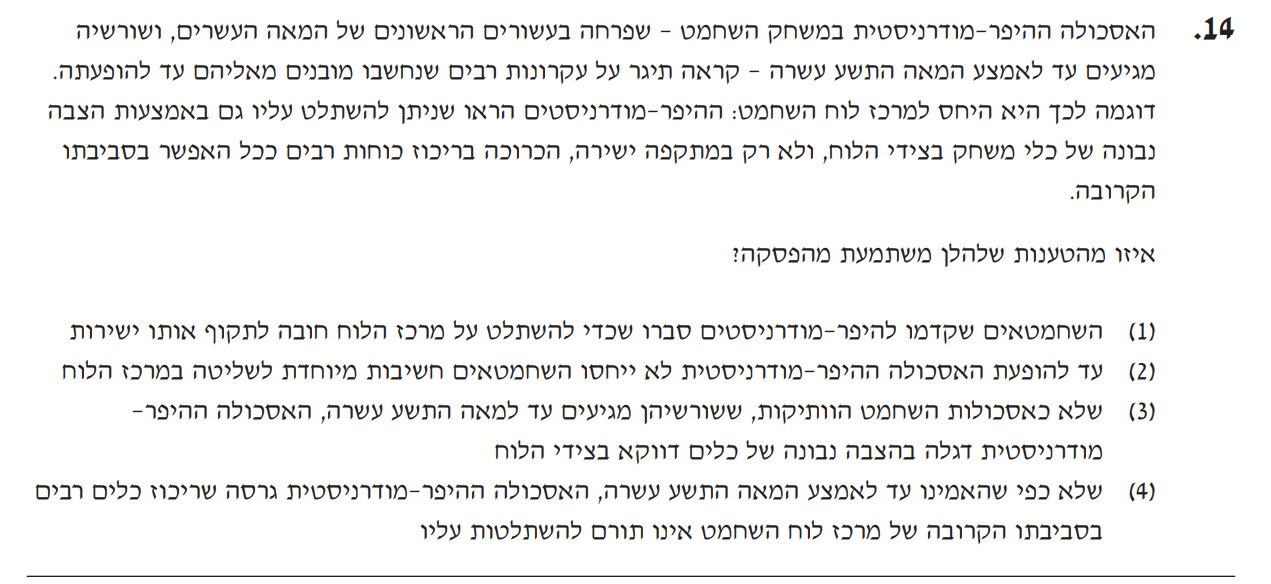 14. האסכולה ההיפר-מודרניסטית במשחק השחמט – שפרחה בעשורים הראשונים של המאה העשרים, ושורשיה
מגיעים עד לאמצע המאה התשע עשרה – קראה תיגר על עקרונות רבים שנחשבו מובנים מאליהם עד להופעתה.
דוגמה לכך היא היחס למרכז לוח השחמט: ההיפר-מודרניסטים הראו שניתן להשתלט עליו גם באמצעות הצבה
נבונה של כלי משחק בצידי הלוח, ולא רק במתקפה ישירה, הכרוכה בריכוז כוחות רבים ככל האפשר בסביבתו
הקרובה.
איזו מהטענות שלהלן משתמעת מהפסקה?
(1) השחמטאים שקדמו להיפר-מודרניסטים סברו שכדי להשתלט על מרכז הלוח חובה לתקוף אותו ישירות
(2) עד להופעת האסכולה ההיפר-מודרניסטית לא ייחסו השחמטאים חשיבות מיוחדת לשליטה במרכז הלוח
(3) שלא כאסכולות השחמט הוותיקות, ששורשיהן מגיעים עד למאה התשע עשרה, האסכולה ההיפר-
מודרניסטית דגלה בהצבה נבונה של כלים דווקא בצידי הלוח
(4) שלא כפי שהאמינו עד לאמצע המאה התשע עשרה, האסכולה ההיפר-מודרניסטית גרסה שריכוז כלים רבים
בסביבתו הקרובה של מרכז לוח השחמט אינו תורם להשתלטות עליו